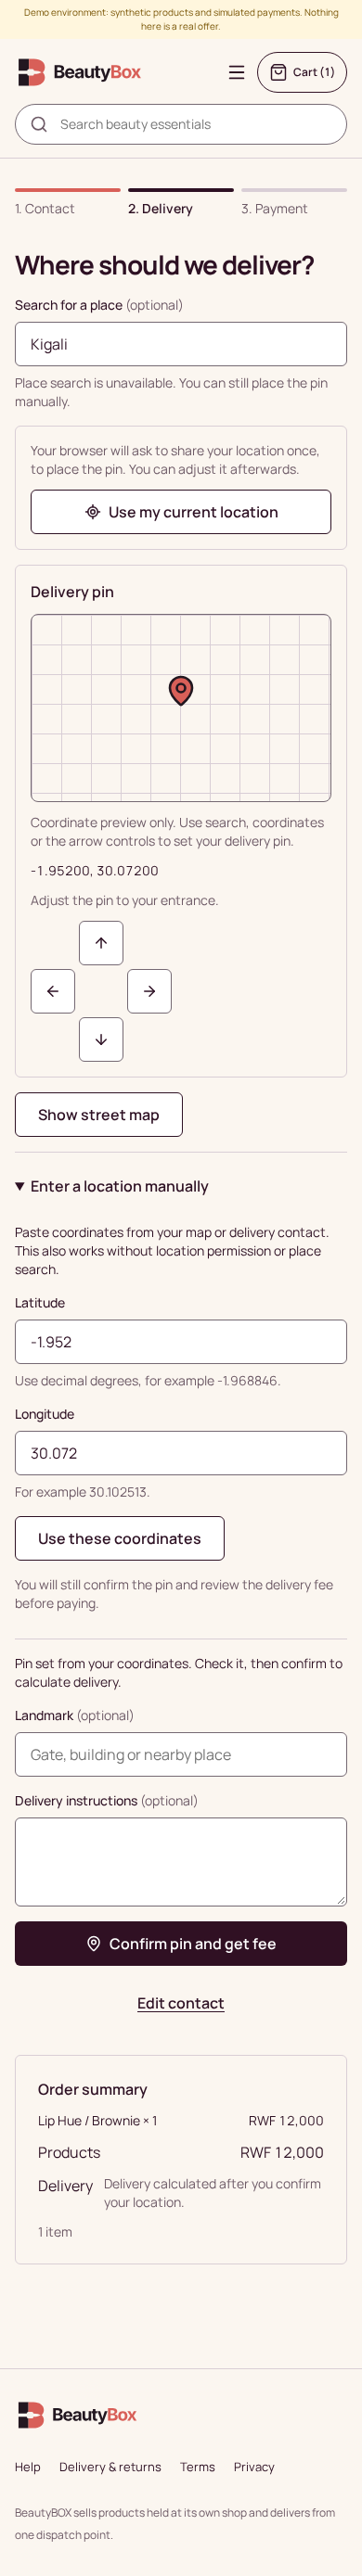 Demo environment: synthetic products and simulated payments. Nothing
here is a real offer.
BeautyBox
Cart (1)
Search beauty essentials
1. Contact
2. Delivery
3. Payment
Where should we deliver?
Search for a place (optional)
Kigali
Place search is unavailable. You can still place the pin
manually.
Your browser will ask to share your location once,
to place the pin. You can adjust it afterwards.
Use my current location
Delivery pin
Coordinate preview only. Use search, coordinates
or the arrow controls to set your delivery pin.
-1.95200, 30.07200
Adjust the pin to your entrance.
Show street map
Enter a location manually
Paste coordinates from your map or delivery contact.
This also works without location permission or place
search.
Latitude
-1.952
Use decimal degrees, for example -1.968846.
Longitude
30.072
For example 30.102513.
Use these coordinates
You will still confirm the pin and review the delivery fee
before paying.
Pin set from your coordinates. Check it, then confirm to
calculate delivery.
Landmark (optional)
Gate, building or nearby place
Delivery instructions (optional)
Confirm pin and get fee
Edit contact
Order summary
Lip Hue / Brownie × 1 RWF 12,000
Products RWF 12,000
Delivery Delivery calculated after you confirm
your location.
1 item
BeautyBox
Help Delivery & returns Terms Privacy
BeautyBOX sells products held at its own shop and delivers from
one dispatch point.